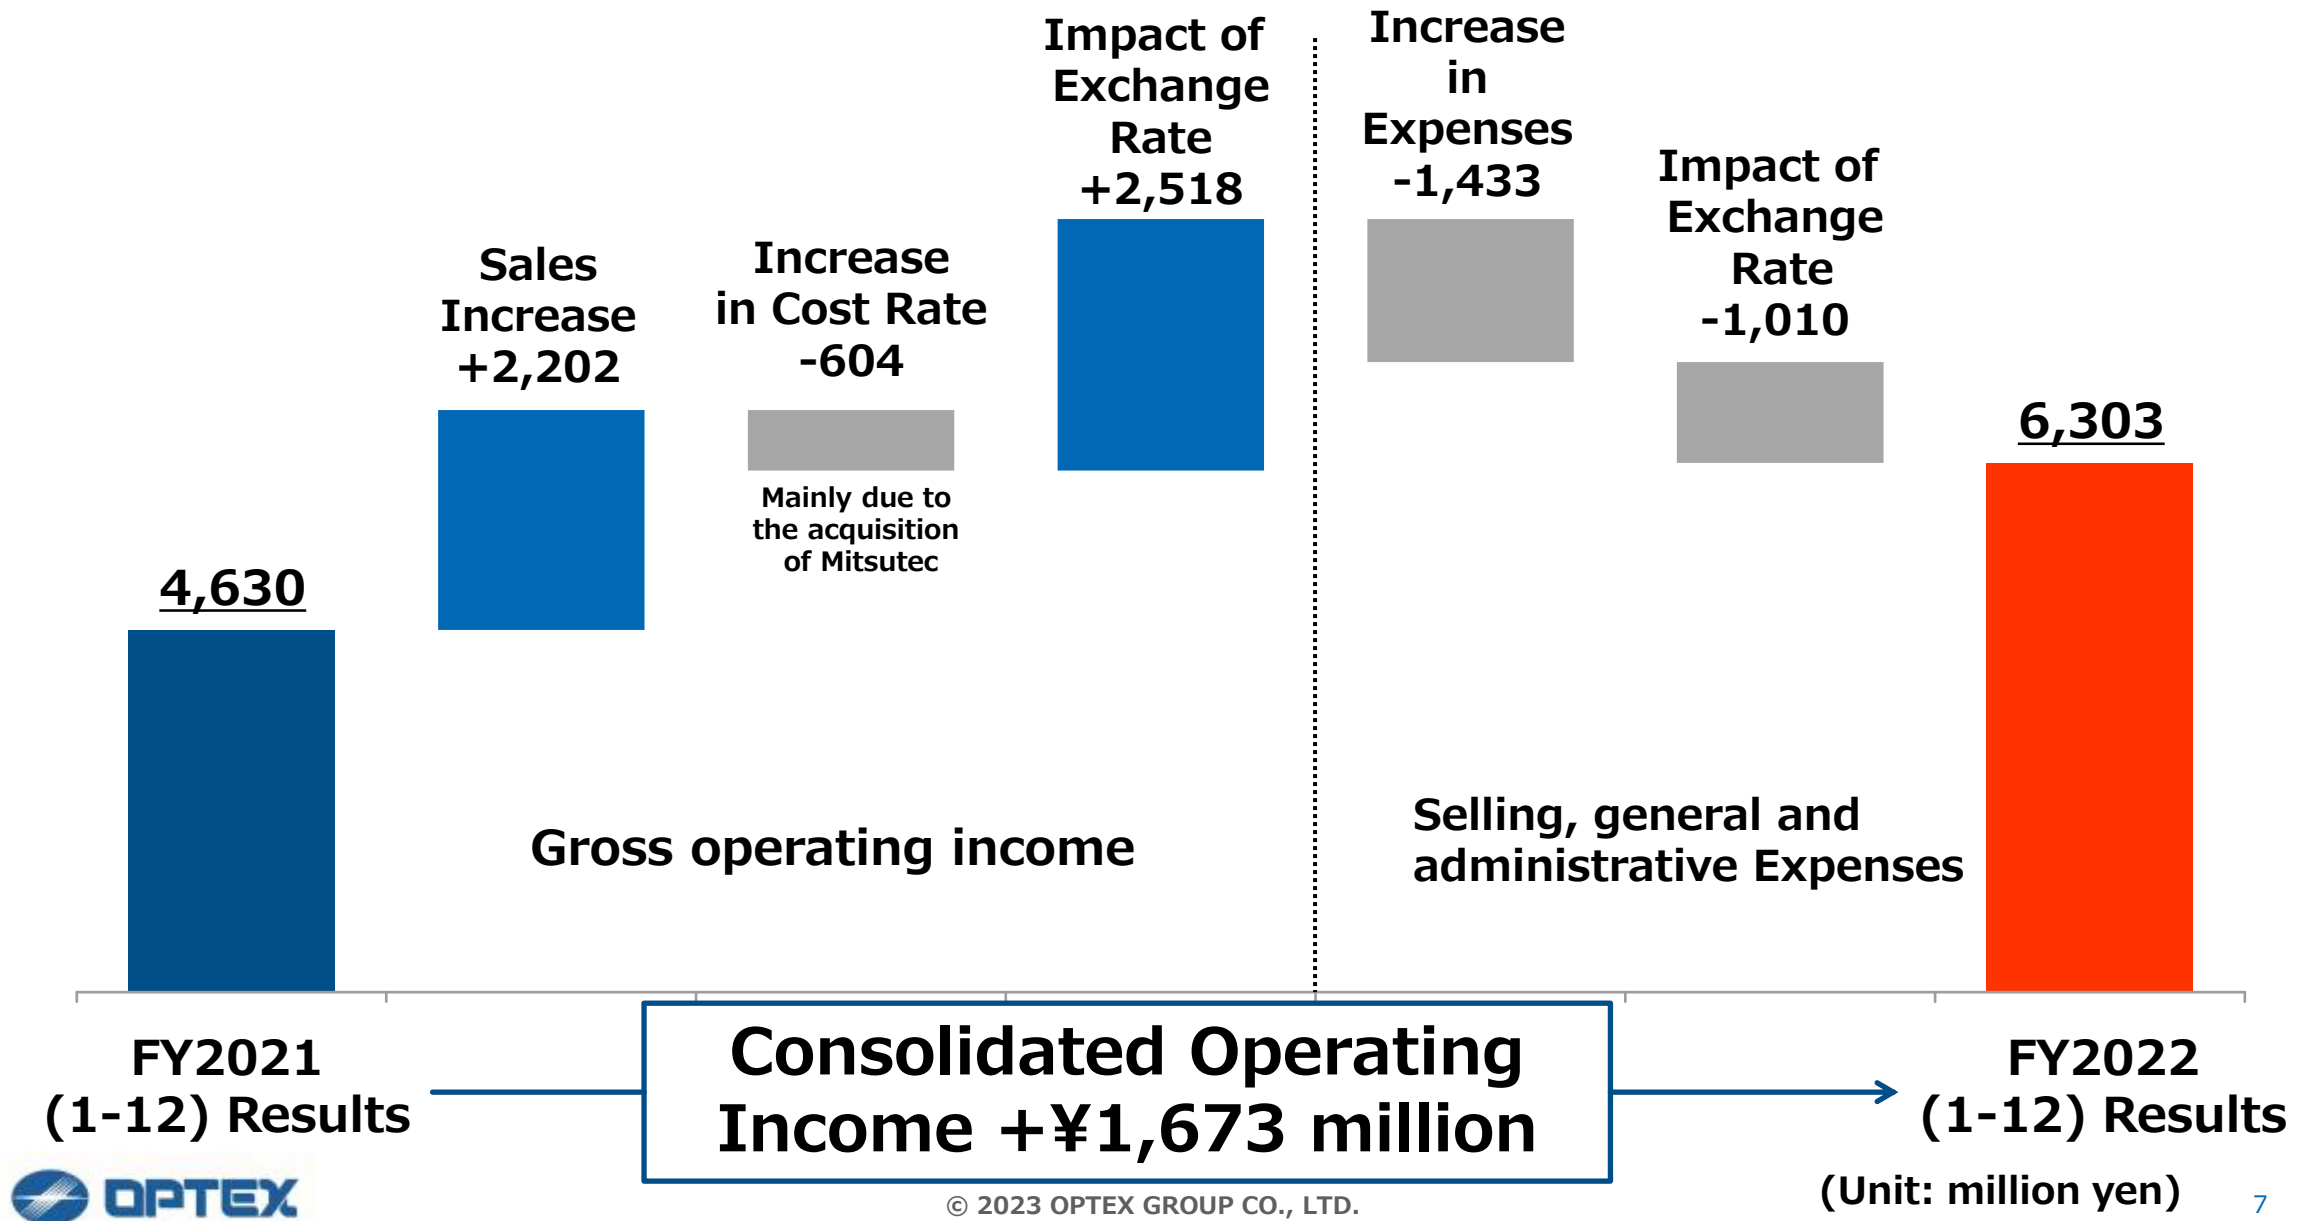 Impact of
Exchange
Rate
+2,518
Increase
in
Expenses
-1,433
Impact of
Exchange
Rate
-1,010
Sales
Increase
+2,202
Increase
in Cost Rate
-604
Mainly due to
the acquisition
of Mitsutec
4,630
6,303
Gross operating income
Selling, general and
administrative Expenses
FY2021
(1-12) Results
Consolidated Operating
Income +¥1,673 million
FY2022
(1-12) Results
(Unit: million yen)
OPTEX
© 2023 OPTEX GROUP CO., LTD.
7